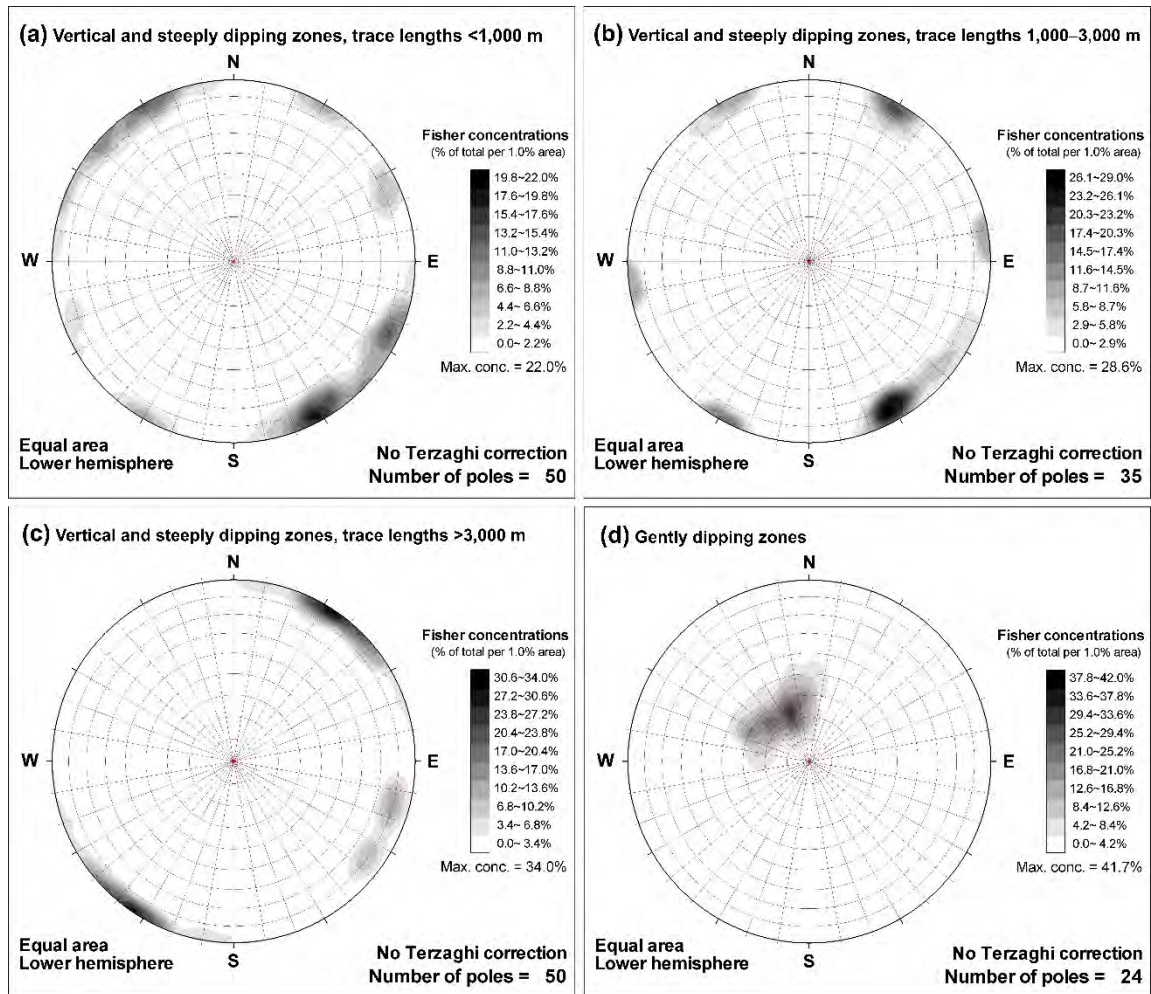 (a) Vertical and steeply dipping zones, trace lengths <1,000 m
N
W
E
S
Fisher concentrations
(% of total per 1.0% area)
19.8~22.0%
17.6~19.8%
15.4~17.6%
13.2~15.4%
11.0~13.2%
8.8~11.0%
6.6~ 8.8%
4.4~ 6.6%
2.2~ 4.4%
0.0~ 2.2%
Max. conc. = 22.0%
Equal area
Lower hemisphere
No Terzaghi correction
Number of poles = 50
(b) Vertical and steeply dipping zones, trace lengths 1,000–3,000 m
N
W
E
S
Fisher concentrations
(% of total per 1.0% area)
26.1~29.0%
23.2~26.1%
20.3~23.2%
17.4~20.3%
14.5~17.4%
11.6~14.5%
8.7~11.6%
5.8~8.7%
2.9~5.8%
0.0~2.9%
Max. conc. = 28.6%
Equal area
Lower hemisphere
No Terzaghi correction
Number of poles = 35
(c) Vertical and steeply dipping zones, trace lengths >3,000 m
N
W
E
S
Fisher concentrations
(% of total per 1.0% area)
30.6~34.0%
27.2~30.6%
23.8~27.2%
20.4~23.8%
17.0~20.4%
13.6~17.0%
10.2~13.6%
6.8~10.2%
3.4~ 6.8%
0.0~ 3.4%
Max. conc. = 34.0%
Equal area
Lower hemisphere
No Terzaghi correction
Number of poles = 50
(d) Gently dipping zones
N
W
E
S
Fisher concentrations
(% of total per 1.0% area)
37.8~42.0%
33.6~37.8%
29.4~33.6%
25.2~29.4%
21.0~25.2%
16.8~21.0%
12.6~16.8%
8.4~12.6%
4.2~ 8.4%
0.0~ 4.2%
Max. conc. = 41.7%
Equal area
Lower hemisphere
No Terzaghi correction
Number of poles = 24